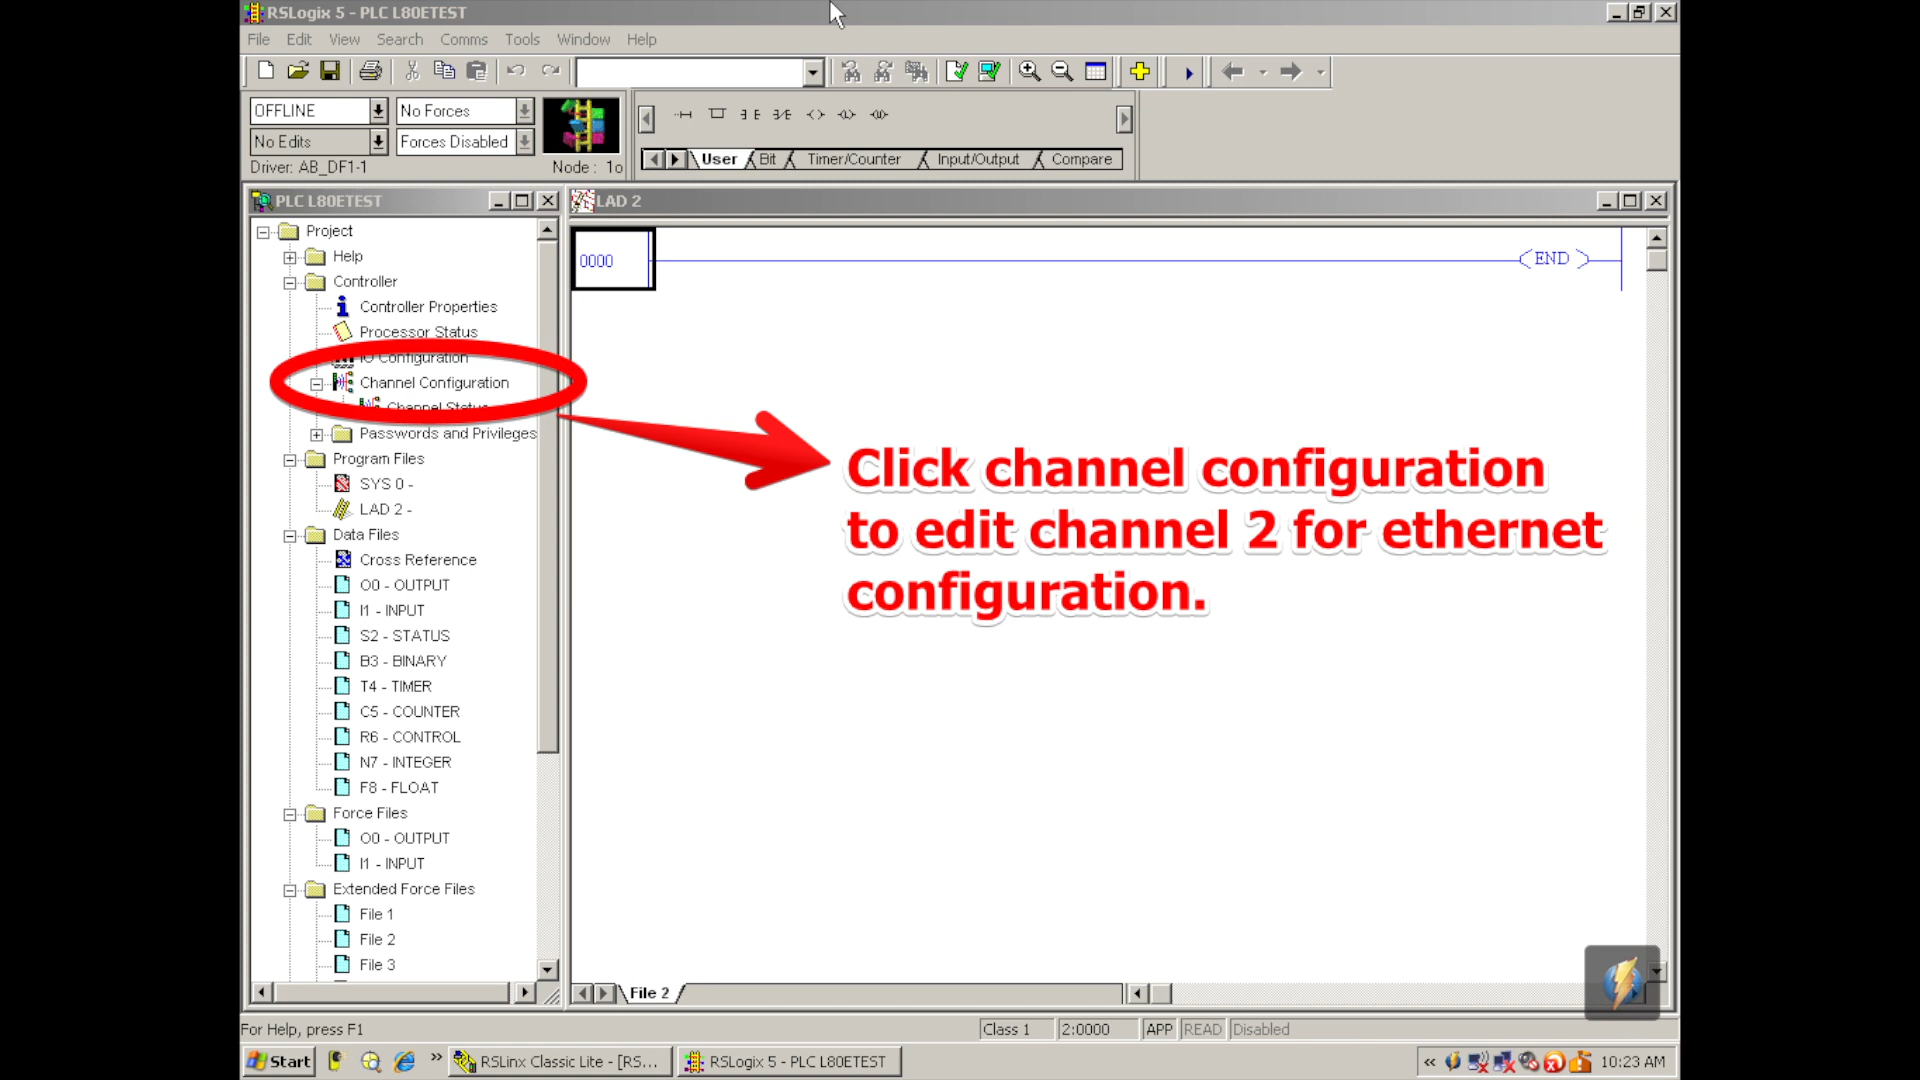 RSLogix 5 - PLC L80ETEST
File Edit View Search Comms Tools Window Help
OFFLINE No Forces
No Edits Forces Disabled
Driver: AB_DF1-1 Node : 1o
User Bit Timer/Counter Input/Output Compare
PLC L80ETEST
Project
Help
Controller
Controller Properties
Processor Status
IO Configuration
Channel Configuration
Channel Status
Passwords and Privileges
Program Files
SYS 0 -
LAD 2 -
Data Files
Cross Reference
O0 - OUTPUT
I1 - INPUT
S2 - STATUS
B3 - BINARY
T4 - TIMER
C5 - COUNTER
R6 - CONTROL
N7 - INTEGER
F8 - FLOAT
Force Files
O0 - OUTPUT
I1 - INPUT
Extended Force Files
File 1
File 2
File 3
LAD 2
0000
END
Click channel configuration
to edit channel 2 for ethernet
configuration.
File 2
For Help, press F1
Class 1 2:0000 APP READ Disabled
Start RSLinx Classic Lite - [RS... RSLogix 5 - PLC L80ETEST 10:23 AM